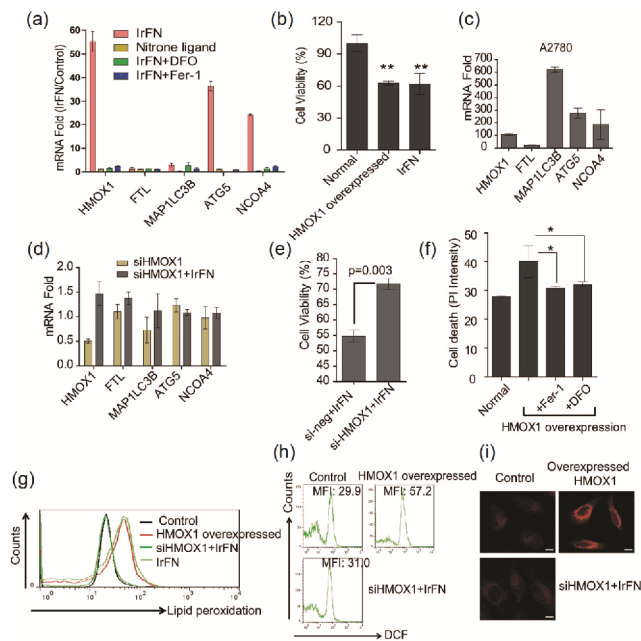 (a)
IrFN
Nitrone ligand
IrFN+DFO
IrFN+Fer-1
mRNA Fold (IrFN/Control)
60
50
40
30
20
10
0
HMOX1
FTL
MAP1LC3B
ATG5
NCOA4
(b)
Cell Viability (%)
120
100
80
60
40
20
0
**
**
Normal
HMOX1 overexpressed
IrFN
(c)
A2780
mRNA Fold
700
600
500
400
300
200
100
0
HMOX1
FTL
MAP1LC3B
ATG5
NCOA4
(d)
siHMOX1
siHMOX1+IrFN
mRNA Fold
2.0
1.5
1.0
0.5
0.0
HMOX1
FTL
MAP1LC3B
ATG5
NCOA4
(e)
p=0.003
Cell Viability (%)
80
75
70
65
60
55
50
si-neg+IrFN
si-HMOX1+IrFN
(f)
Cell death (PI Intensity)
50
40
30
20
10
0
*
*
Normal
+Fer-1
+DFO
HMOX1 overexpression
(g)
Counts
Control
HMOX1 overexpressed
siHMOX1+IrFN
IrFN
0
10⁰
10¹
10²
10³
10⁴
Lipid peroxidation
(h)
Control
HMOX1 overexpressed
Counts
MFI: 29.9
MFI: 57.2
MFI: 31.0
siHMOX1+IrFN
DCF
(i)
Control
Overexpressed
HMOX1
siHMOX1+IrFN